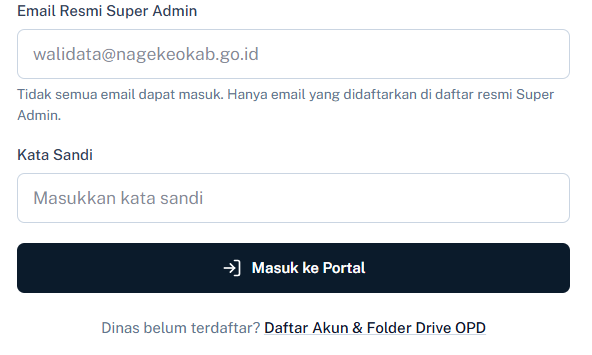 Email Resmi Super Admin
walidata@nagekeokab.go.id
Tidak semua email dapat masuk. Hanya email yang didaftarkan di daftar resmi Super
Admin.
Kata Sandi
Masukkan kata sandi
Masuk ke Portal
Dinas belum terdaftar? Daftar Akun & Folder Drive OPD